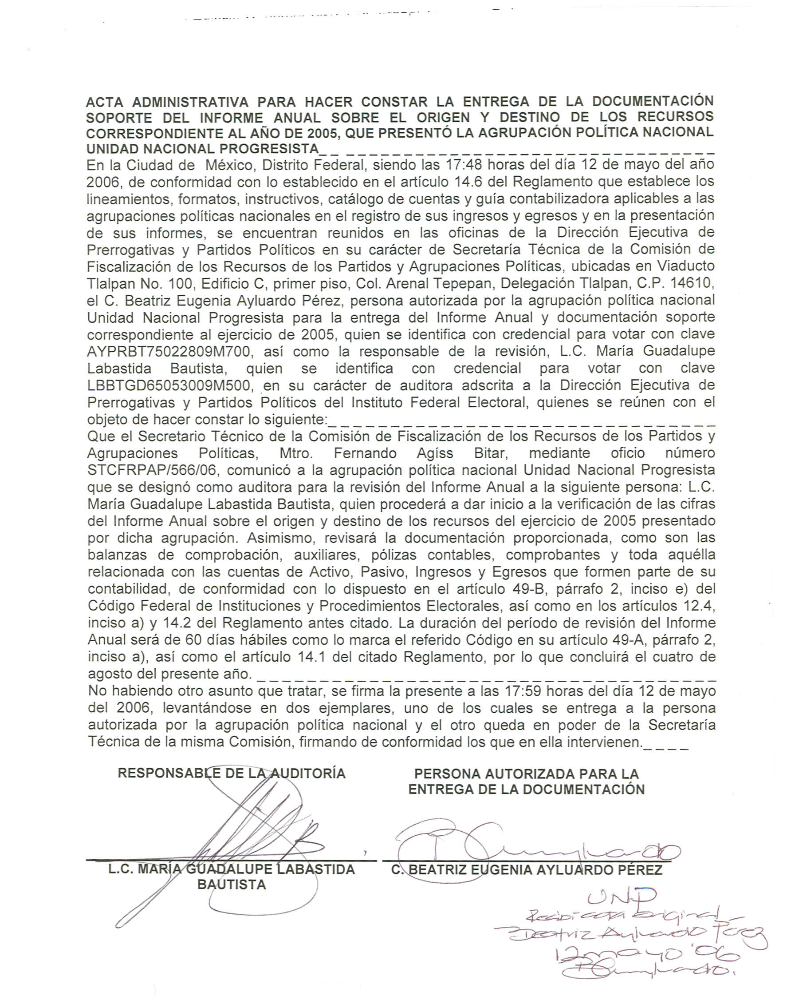 ACTA ADMINISTRATIVA PARA HACER CONSTAR LA ENTREGA DE LA DOCUMENTACIÓN
SOPORTE DEL INFORME ANUAL SOBRE EL ORIGEN Y DESTINO DE LOS RECURSOS
CORRESPONDIENTE AL AÑO DE 2005, QUE PRESENTÓ LA AGRUPACIÓN POLÍTICA NACIONAL
UNIDAD NACIONAL PROGRESISTA_ _ _ _ _ _ _ _ _ _ _ _ _ _ _ _ _ _ _ _ _ _ _ _ _ _ _ _ _ _ _ _ _ _ _
En la Ciudad de México, Distrito Federal, siendo las 17:48 horas del día 12 de mayo del año
2006, de conformidad con lo establecido en el artículo 14.6 del Reglamento que establece los
lineamientos, formatos, instructivos, catálogo de cuentas y guía contabilizadora aplicables a las
agrupaciones políticas nacionales en el registro de sus ingresos y egresos y en la presentación
de sus informes, se encuentran reunidos en las oficinas de la Dirección Ejecutiva de
Prerrogativas y Partidos Políticos en su carácter de Secretaría Técnica de la Comisión de
Fiscalización de los Recursos de los Partidos y Agrupaciones Políticas, ubicadas en Viaducto
Tlalpan No. 100, Edificio C, primer piso, Col. Arenal Tepepan, Delegación Tlalpan, C.P. 14610,
el C. Beatriz Eugenia Ayluardo Pérez, persona autorizada por la agrupación política nacional
Unidad Nacional Progresista para la entrega del Informe Anual y documentación soporte
correspondiente al ejercicio de 2005, quien se identifica con credencial para votar con clave
AYPRBT75022809M700, así como la responsable de la revisión, L.C. María Guadalupe
Labastida Bautista, quien se identifica con credencial para votar con clave
LBBTGD65053009M500, en su carácter de auditora adscrita a la Dirección Ejecutiva de
Prerrogativas y Partidos Políticos del Instituto Federal Electoral, quienes se reúnen con el
objeto de hacer constar lo siguiente:_ _ _ _ _ _ _ _ _ _ _ _ _ _ _ _ _ _ _ _ _ _ _ _ _ _ _ _ _ _ _ _ _ _ _ _ _
Que el Secretario Técnico de la Comisión de Fiscalización de los Recursos de los Partidos y
Agrupaciones Políticas, Mtro. Fernando Agíss Bitar, mediante oficio número
STCFRPAP/566/06, comunicó a la agrupación política nacional Unidad Nacional Progresista
que se designó como auditora para la revisión del Informe Anual a la siguiente persona: L.C.
María Guadalupe Labastida Bautista, quien procederá a dar inicio a la verificación de las cifras
del Informe Anual sobre el origen y destino de los recursos del ejercicio de 2005 presentado
por dicha agrupación. Asimismo, revisará la documentación proporcionada, como son las
balanzas de comprobación, auxiliares, pólizas contables, comprobantes y toda aquélla
relacionada con las cuentas de Activo, Pasivo, Ingresos y Egresos que formen parte de su
contabilidad, de conformidad con lo dispuesto en el artículo 49-B, párrafo 2, inciso e) del
Código Federal de Instituciones y Procedimientos Electorales, así como en los artículos 12.4,
inciso a) y 14.2 del Reglamento antes citado. La duración del período de revisión del Informe
Anual será de 60 días hábiles como lo marca el referido Código en su artículo 49-A, párrafo 2,
inciso a), así como el artículo 14.1 del citado Reglamento, por lo que concluirá el cuatro de
agosto del presente año. _ _ _ _ _ _ _ _ _ _ _ _ _ _ _ _ _ _ _ _ _ _ _ _ _ _ _ _ _ _ _ _ _ _ _ _ _ _ _ _ _ _ _ _
No habiendo otro asunto que tratar, se firma la presente a las 17:59 horas del día 12 de mayo
del 2006, levantándose en dos ejemplares, uno de los cuales se entrega a la persona
autorizada por la agrupación política nacional y el otro queda en poder de la Secretaría
Técnica de la misma Comisión, firmando de conformidad los que en ella intervienen._ _ _ _
RESPONSABLE DE LA AUDITORÍA
PERSONA AUTORIZADA PARA LA
ENTREGA DE LA DOCUMENTACIÓN
L.C. MARÍA GUADALUPE LABASTIDA
BAUTISTA
C. BEATRIZ EUGENIA AYLUARDO PÉREZ
UNP
Recibi acta original
Beatriz Ayluardo Pérez
12 mayo '06